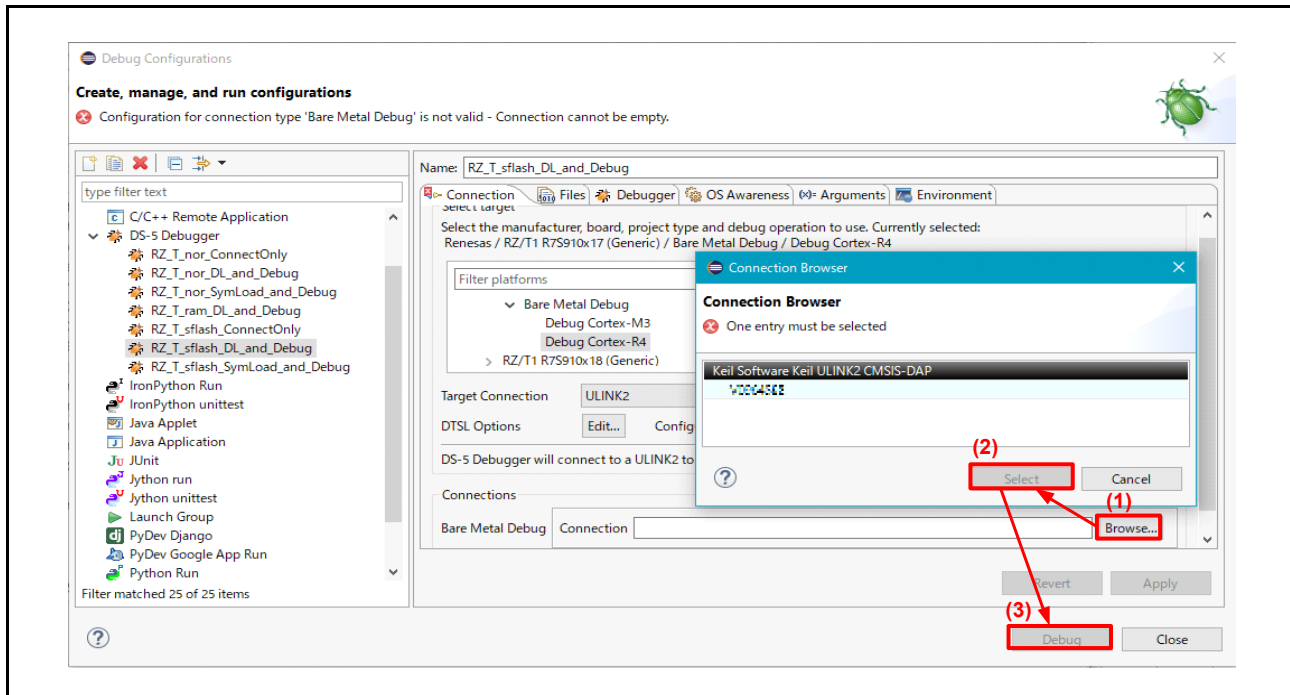 Debug Configurations
Create, manage, and run configurations
Configuration for connection type 'Bare Metal Debug' is not valid - Connection cannot be empty.
type filter text
C/C++ Remote Application
DS-5 Debugger
RZ_T_nor_ConnectOnly
RZ_T_nor_DL_and_Debug
RZ_T_nor_SymLoad_and_Debug
RZ_T_ram_DL_and_Debug
RZ_T_sflash_ConnectOnly
RZ_T_sflash_DL_and_Debug
RZ_T_sflash_SymLoad_and_Debug
IronPython Run
IronPython unittest
Java Applet
Java Application
JUnit
Jython run
Jython unittest
Launch Group
PyDev Django
PyDev Google App Run
Python Run
Filter matched 25 of 25 items
Name: RZ_T_sflash_DL_and_Debug
Connection Files Debugger OS Awareness (x)= Arguments Environment
Select target
Select the manufacturer, board, project type and debug operation to use. Currently selected:
Renesas / RZ/T1 R7S910x17 (Generic) / Bare Metal Debug / Debug Cortex-R4
Filter platforms
Bare Metal Debug
Debug Cortex-M3
Debug Cortex-R4
RZ/T1 R7S910x18 (Generic)
Target Connection ULINK2
DTSL Options Edit... Config
DS-5 Debugger will connect to a ULINK2 to
Connections
Bare Metal Debug Connection Browse...
Connection Browser
Connection Browser
One entry must be selected
Keil Software Keil ULINK2 CMSIS-DAP
(2)
Select Cancel
(1)
Revert Apply
(3)
Debug Close